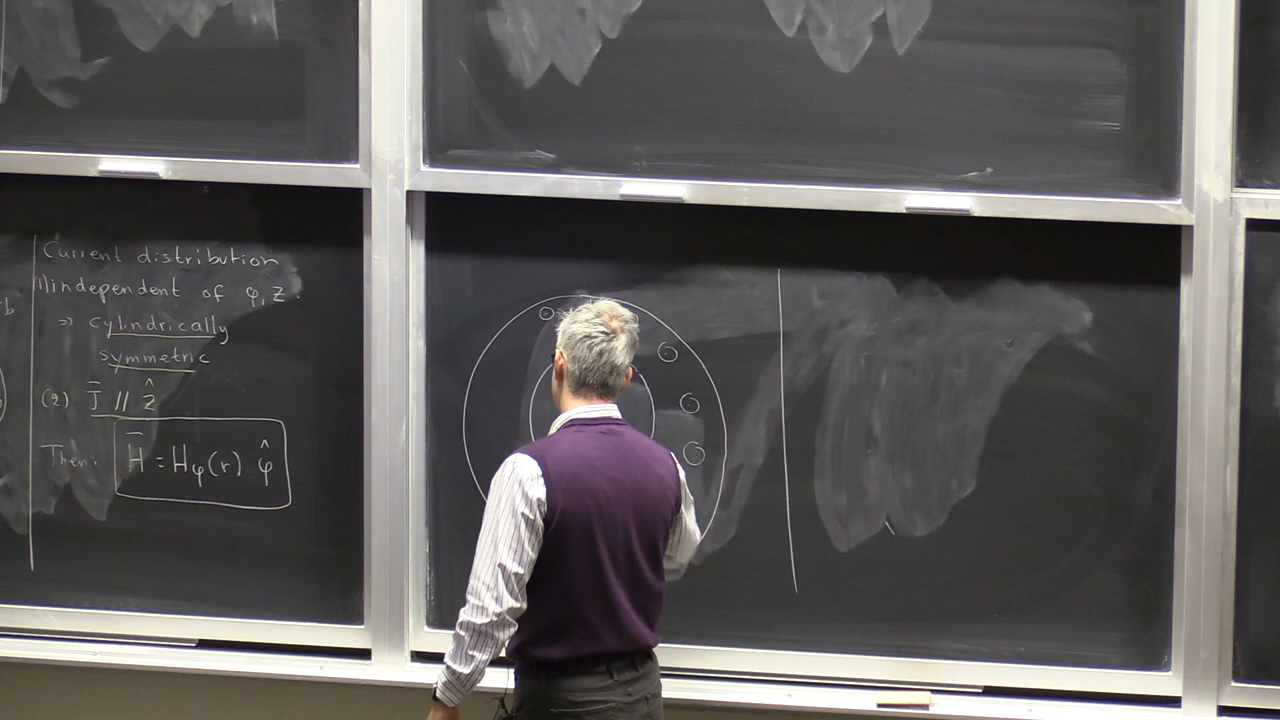 Current distribution
independent of φ, z.
⇒ cylindrically
symmetric
(2) J̄ // ẑ
Then: H̄ = Hφ(r) φ̂